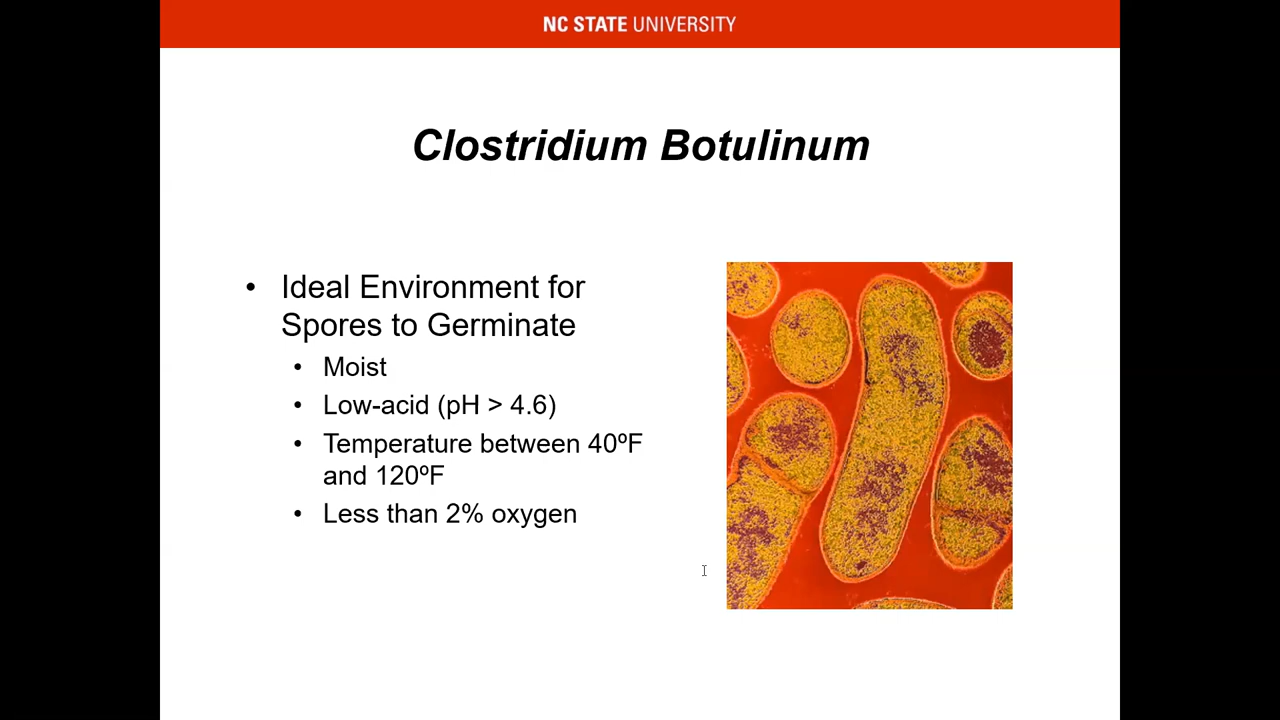 NC STATE UNIVERSITY
Clostridium Botulinum
• Ideal Environment for
Spores to Germinate
• Moist
• Low-acid (pH > 4.6)
• Temperature between 40ºF
and 120ºF
• Less than 2% oxygen